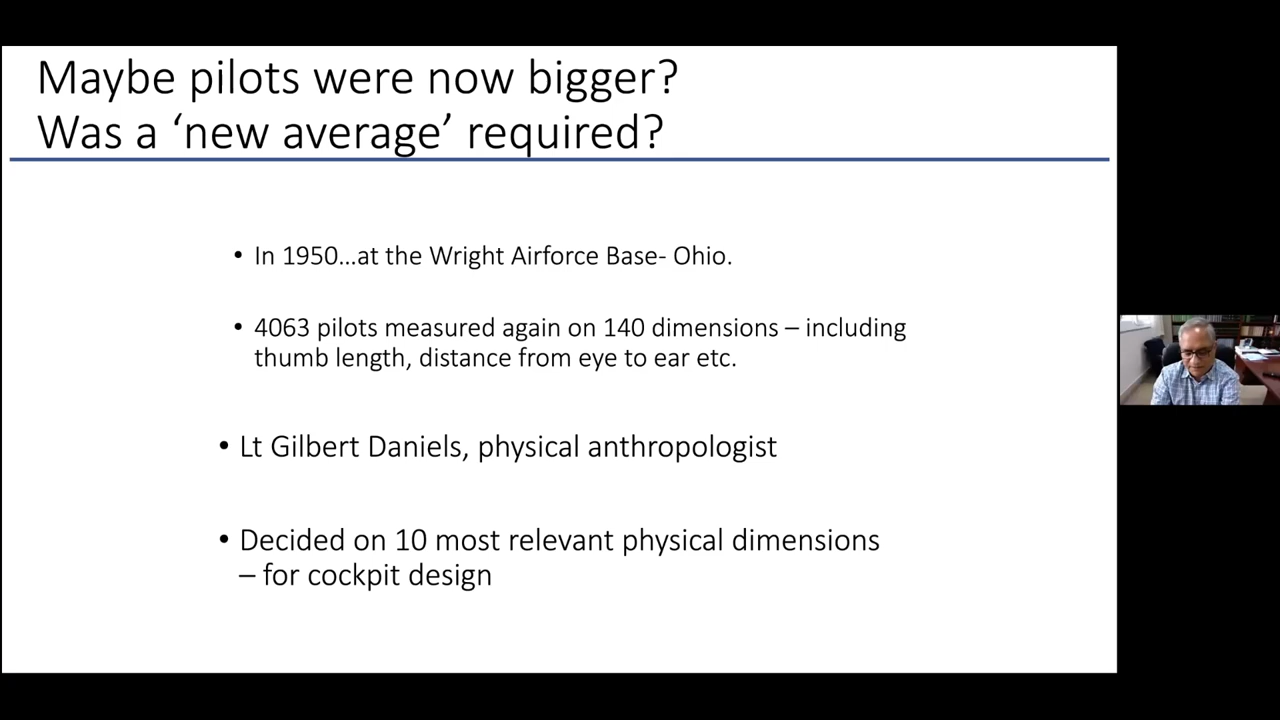 Maybe pilots were now bigger?
Was a ‘new average’ required?
• In 1950...at the Wright Airforce Base- Ohio.
• 4063 pilots measured again on 140 dimensions – including
thumb length, distance from eye to ear etc.
• Lt Gilbert Daniels, physical anthropologist
• Decided on 10 most relevant physical dimensions
– for cockpit design